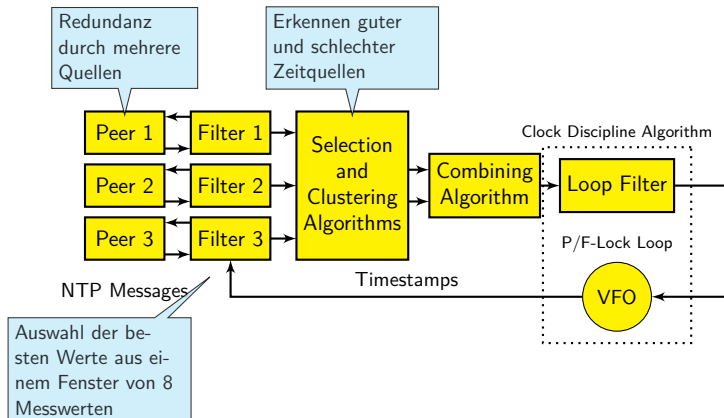 Redundanz
durch mehrere
Quellen
Erkennen guter
und schlechter
Zeitquellen
Peer 1
Filter 1
Peer 2
Filter 2
Peer 3
Filter 3
Selection
and
Clustering
Algorithms
Combining
Algorithm
Clock Discipline Algorithm
Loop Filter
P/F-Lock Loop
VFO
Timestamps
NTP Messages
Auswahl der be-
sten Werte aus ei-
nem Fenster von 8
Messwerten